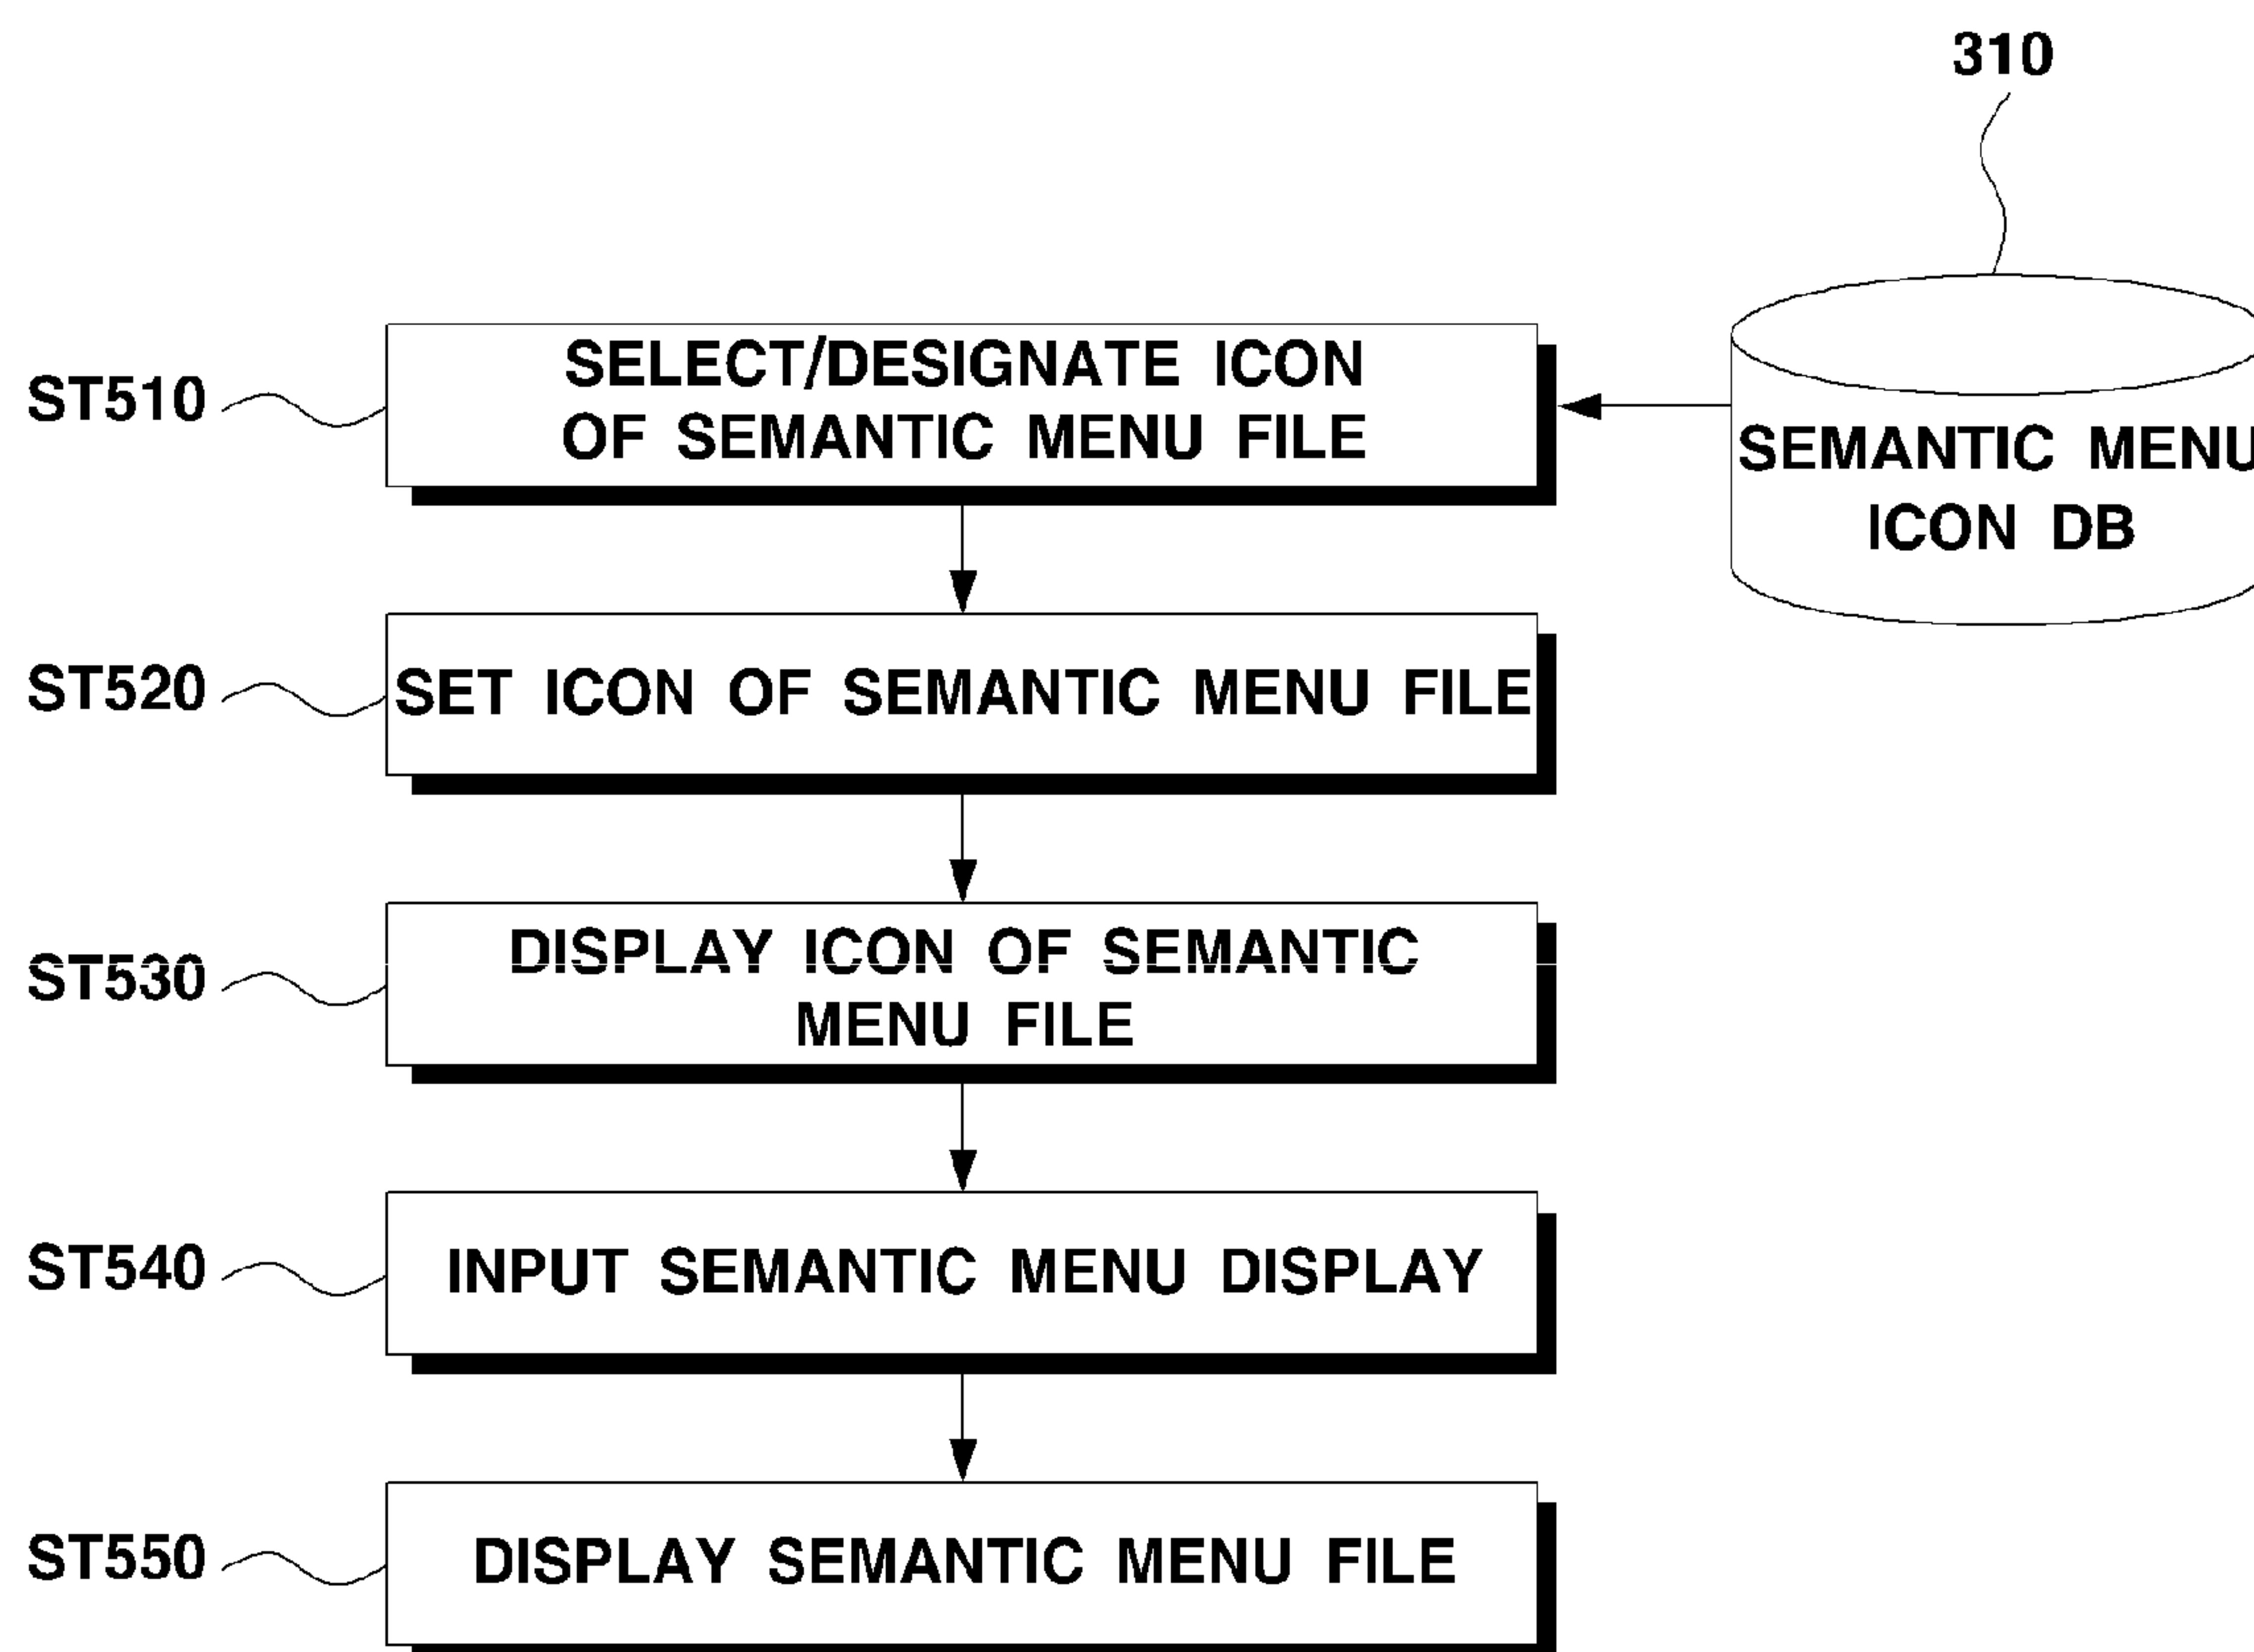 310
SELECT/DESIGNATE ICON
OF SEMANTIC MENU FILE
ST510
SEMANTIC MENU
ICON DB
ST520
SET ICON OF SEMANTIC MENU FILE
ST530
DISPLAY ICON OF SEMANTIC
MENU FILE
ST540
INPUT SEMANTIC MENU DISPLAY
ST550
DISPLAY SEMANTIC MENU FILE